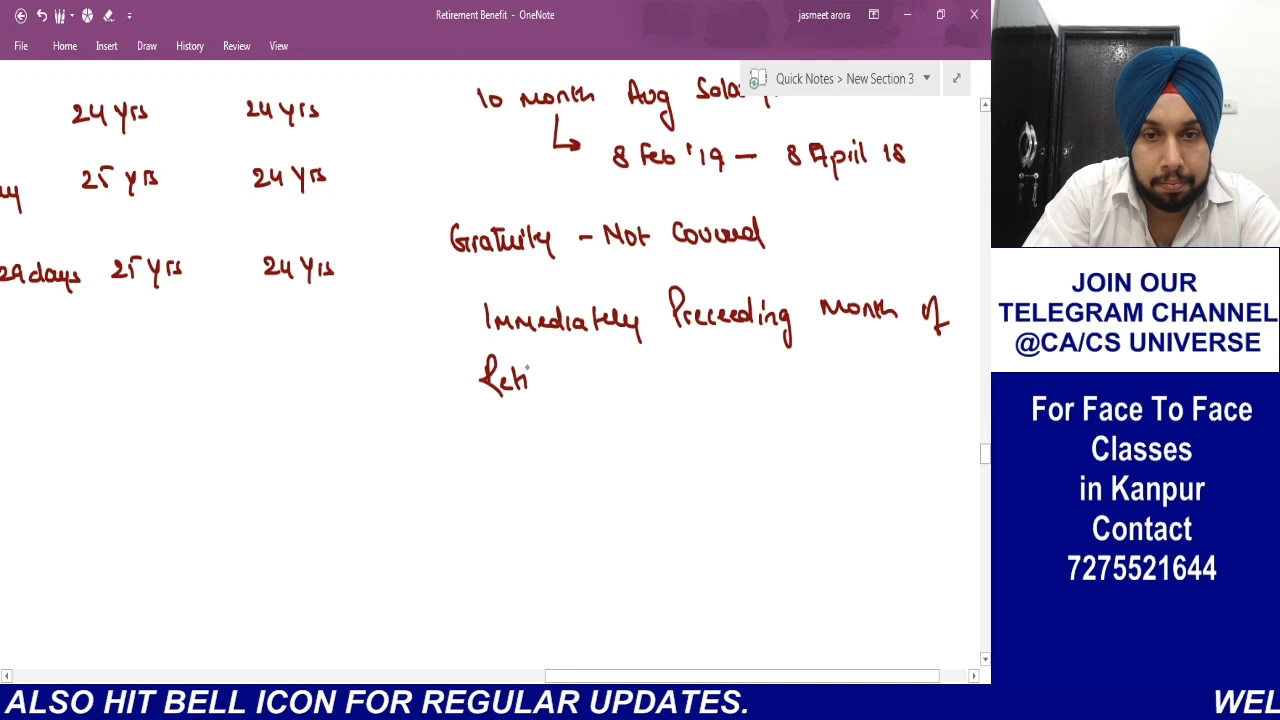 Retirement Benefit - OneNote
jasmeet arora
File Home Insert Draw History Review View
Quick Notes > New Section 3
24 yrs 24 yrs
25 yrs 24 yrs
29 days 25 yrs 24 yrs
10 month Avg
8 Feb '19 — 8 April 18
Gratuity - Not Covered
Immediately Preceeding Month of
Reti
JOIN OUR
TELEGRAM CHANNEL
@CA/CS UNIVERSE
For Face To Face
Classes
in Kanpur
Contact
7275521644
ALSO HIT BELL ICON FOR REGULAR UPDATES. WEL